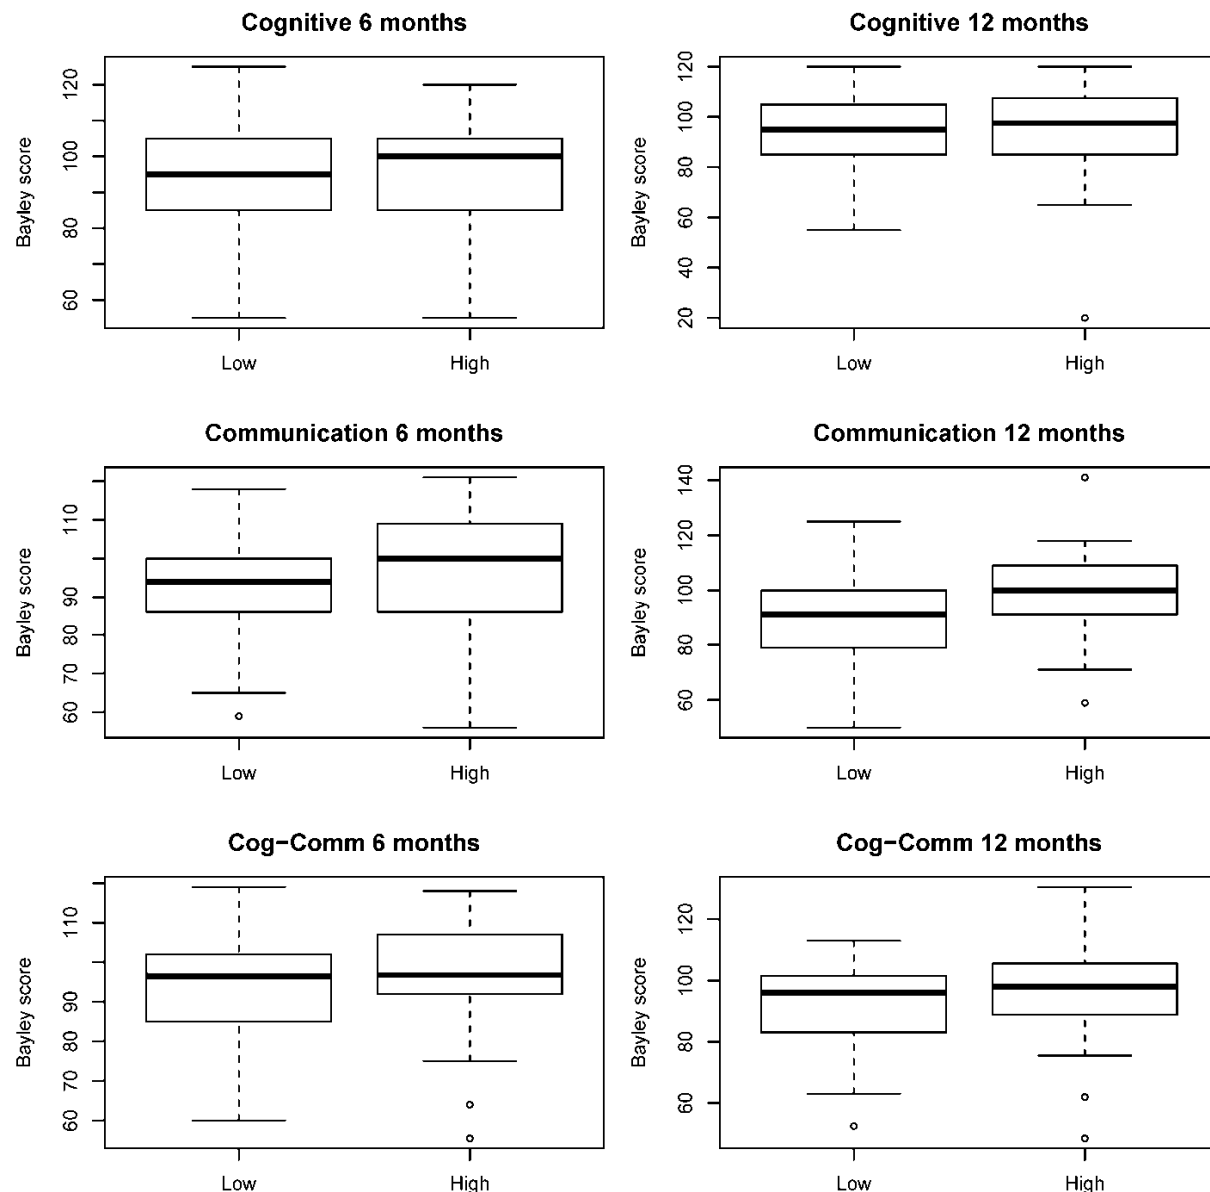 Cognitive 6 months
Bayley score
120
100
80
60
Low High
Cognitive 12 months
Bayley score
120
100
80
60
40
20
Low High
Communication 6 months
Bayley score
110
90
80
70
60
Low High
Communication 12 months
Bayley score
140
120
100
80
60
Low High
Cog−Comm 6 months
Bayley score
110
90
80
70
60
Low High
Cog−Comm 12 months
Bayley score
120
100
80
60
Low High